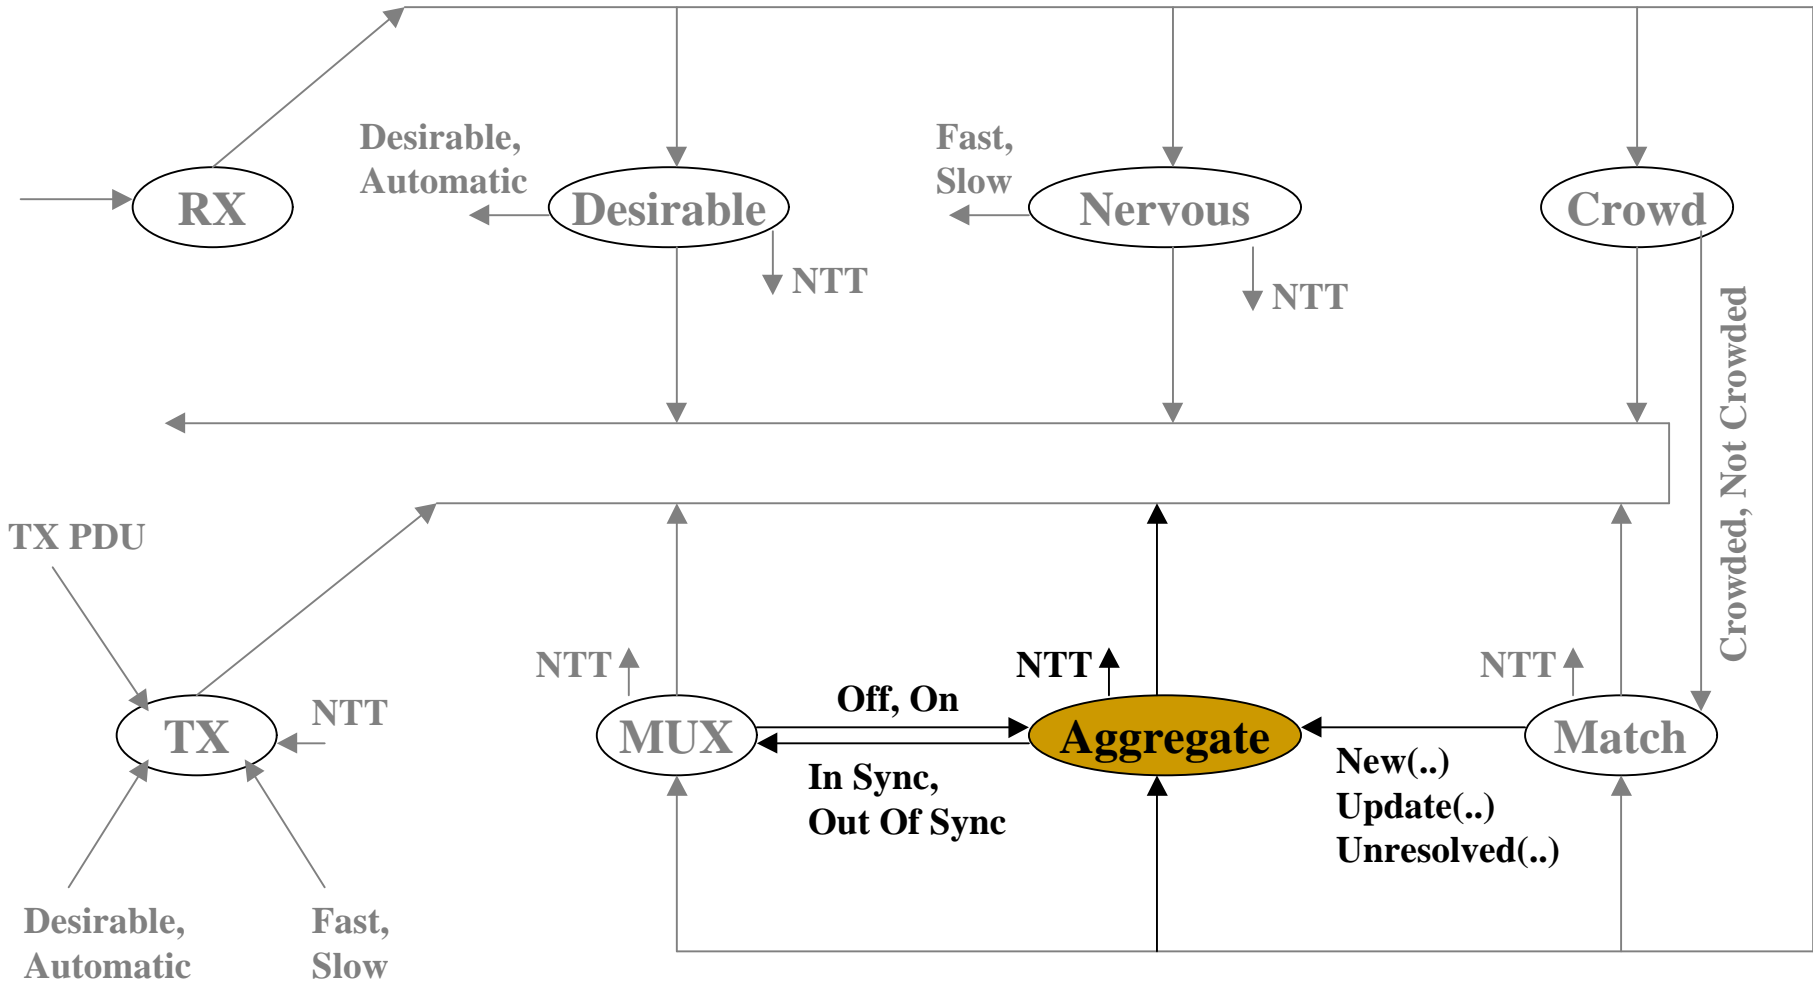 Desirable,
Automatic
Fast,
Slow
RX
Desirable
Nervous
Crowd
NTT
NTT
Crowded, Not Crowded
TX PDU
NTT
NTT
NTT
Off, On
NTT
TX
MUX
Aggregate
Match
In Sync,
Out Of Sync
New(..)
Update(..)
Unresolved(..)
Desirable,
Automatic
Fast,
Slow